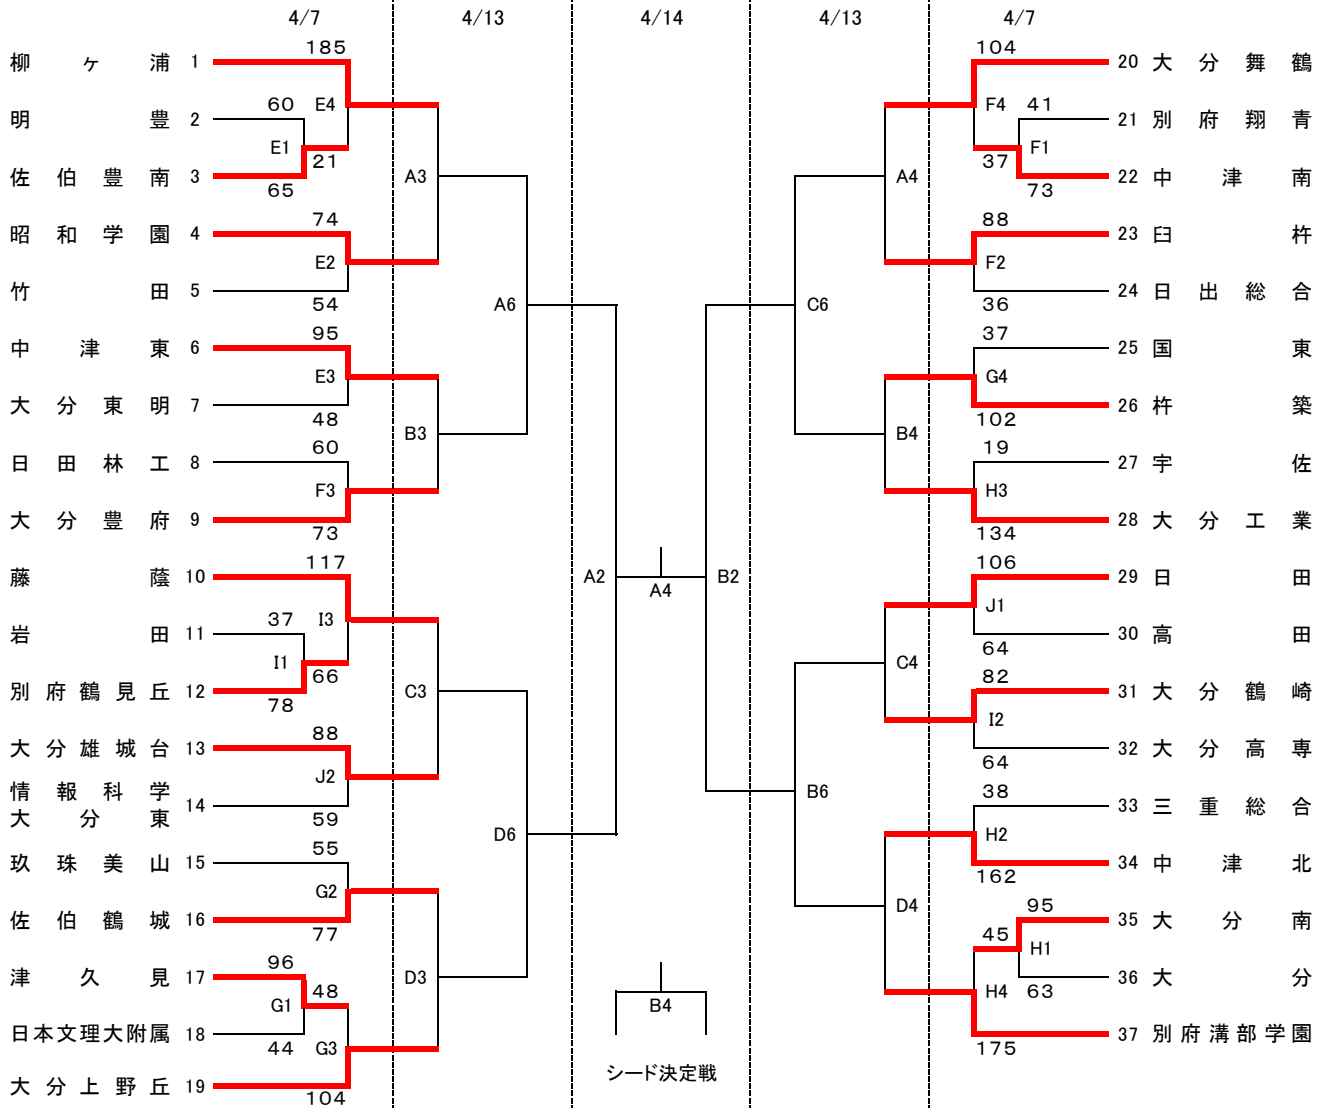 4/7 4/13 4/14 4/13 4/7
185 104
柳ヶ浦 1 20 大分舞鶴
60 E4 F4 41
明豊 2 21 別府翔青
E1 F1
21 37
佐伯豊南 3 A3 A4 22 中津南
65 73
74 88
昭和学園 4 23 臼杵
E2 F2
竹田 5 24 日出総合
54 A6 C6 36
95 37
中津東 6 25 国東
E3 G4
大分東明 7 26 杵築
48 B3 B4 102
60 19
日田林工 8 27 宇佐
F3 H3
大分豊府 9 28 大分工業
73 134
117 106
藤蔭 10 A2 A4 B2 29 日田
37 I3 J1
岩田 11 30 高田
I1 64
66 C4 82
別府鶴見丘 12 C3 31 大分鶴崎
78 I2
88
大分雄城台 13 32 大分高専
J2 64
情報科学 B6 38
14 33 三重総合
大分東
59 D6 H2
55
玖珠美山 15 34 中津北
G2 162
D4 95
佐伯鶴城 16 35 大分南
77 45 H1
96
津久見 17 D3 36 大分
48 H4 63
G1 B4
日本文理大附属 18 37 別府溝部学園
44 G3 175
シード決定戦
大分上野丘 19
104